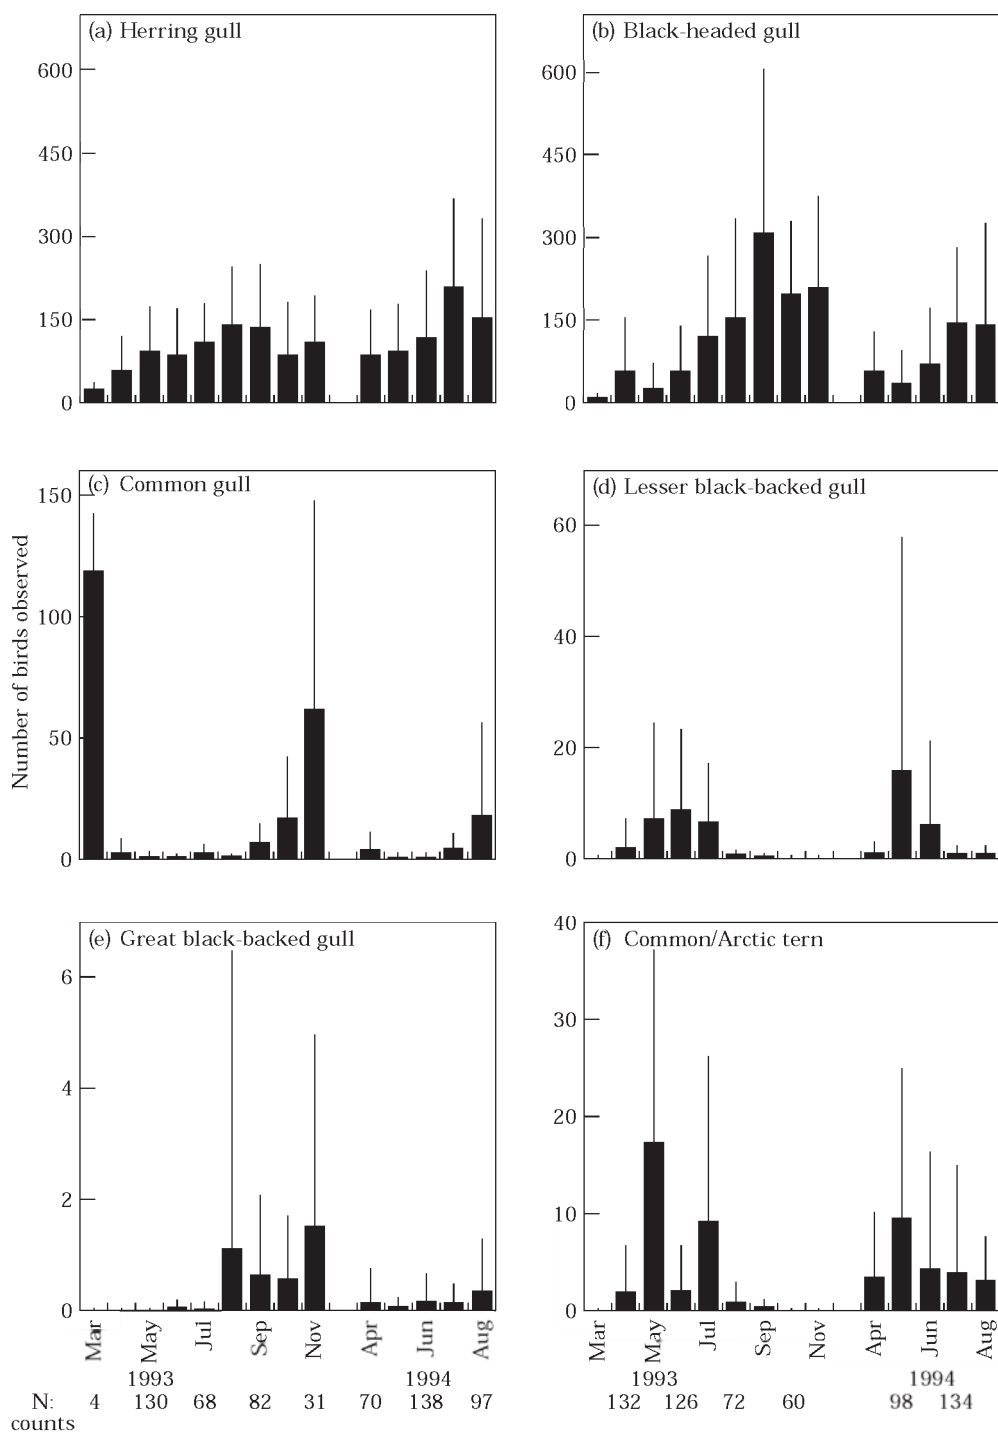 (a) Herring gull
600
450
300
150
0
(b) Black-headed gull
600
450
300
150
0
Number of birds observed
(c) Common gull
150
100
50
0
(d) Lesser black-backed gull
60
40
20
0
(e) Great black-backed gull
6
4
2
0
Mar May Jul Sep Nov Apr Jun Aug
1993 1994
(f) Common/Arctic tern
40
30
20
10
0
Mar May Jul Sep Nov Apr Jun Aug
1993 1994
N: 4 130 68 82 31 70 138 97 132 126 72 60 98 134
counts